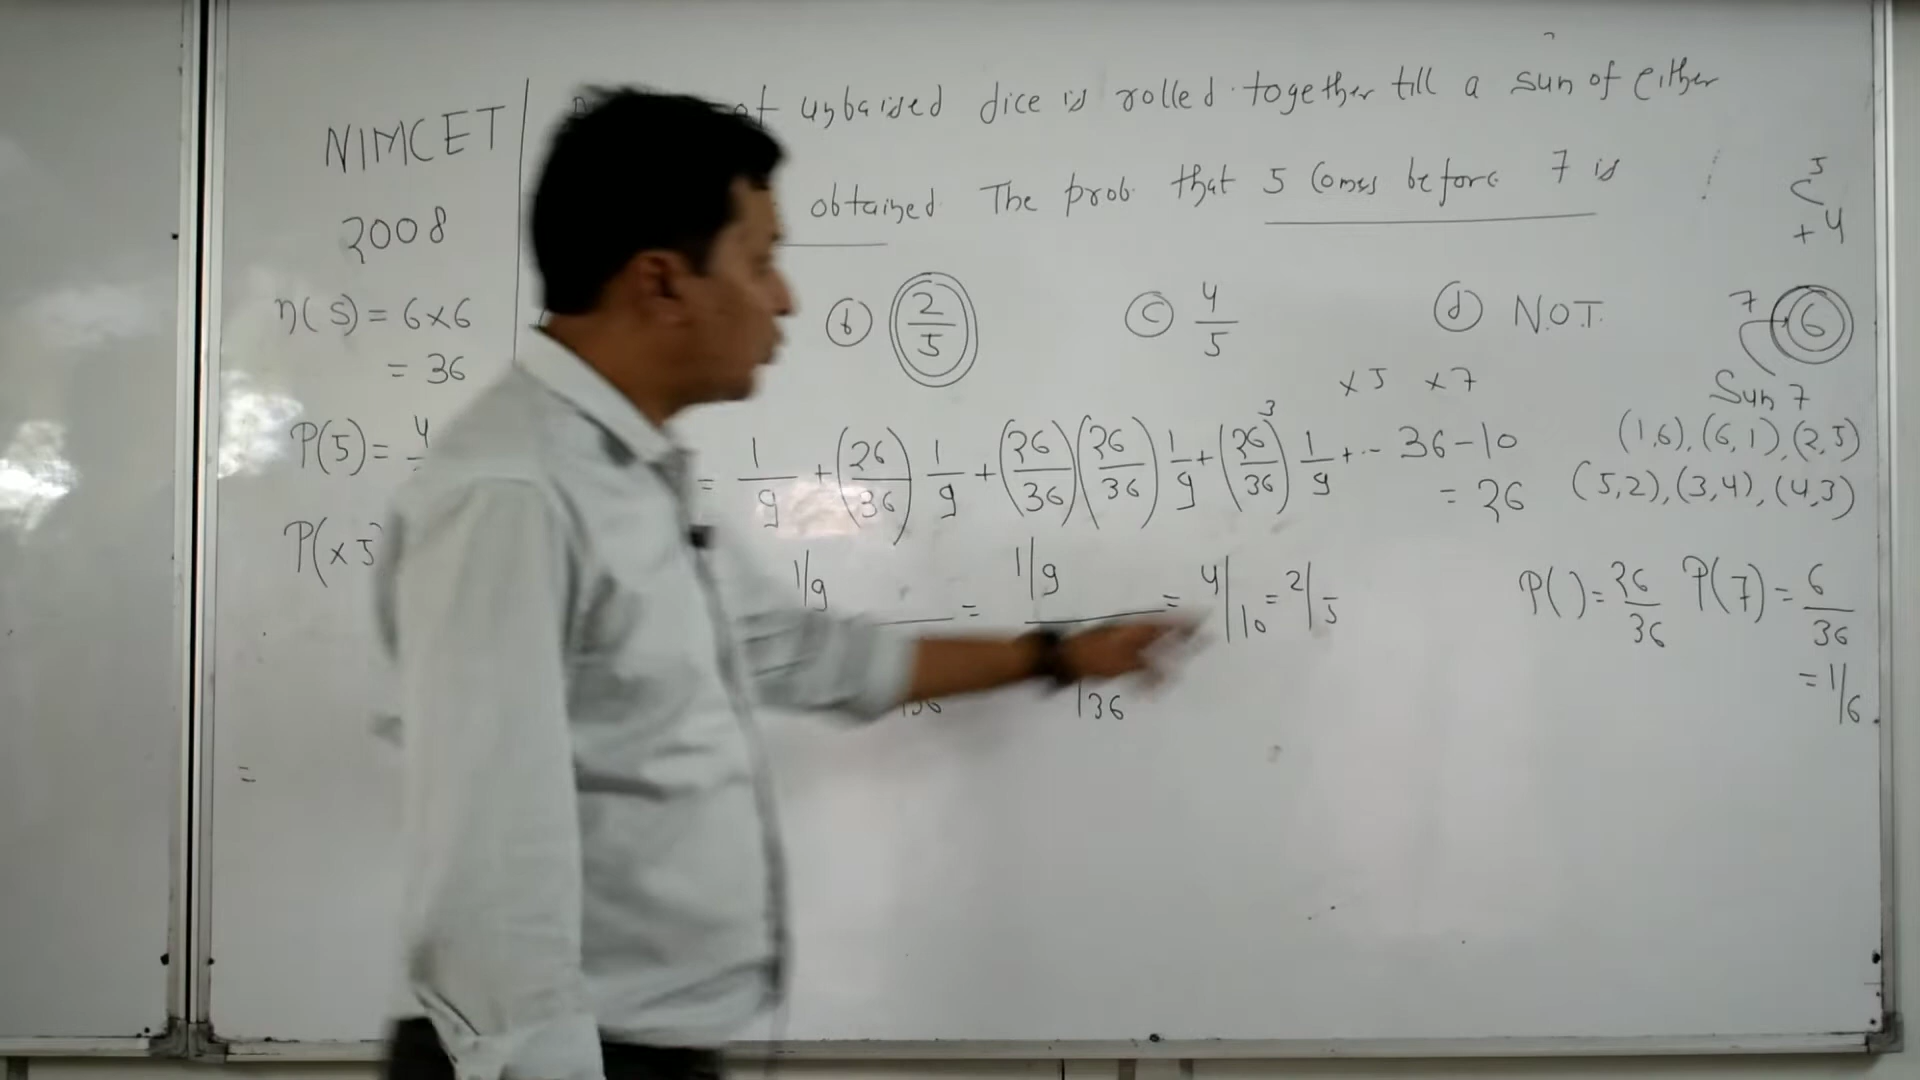 NIMCET
2008
of unbaised dice is rolled together till a sum of either
obtained The prob that 5 comes before 7 is
5
+ 4
(b) 2/5 (c) 4/5 (d) N.O.T.
7 6
n(S) = 6×6
= 36
×5 ×7
Sum 7
P(5) = 4
= 1/9 + (26/36) 1/9 + (26/36)(26/36) 1/9 + (26/36)^3 1/9 + -- 36-10
= 26
(1,6), (6,1), (2,5)
(5,2), (3,4), (4,3)
P(×5
1/9 = 1/9 /36 = 4/10 = 2/5
P( ) = 26/36 P(7) = 6/36
= 1/6
=